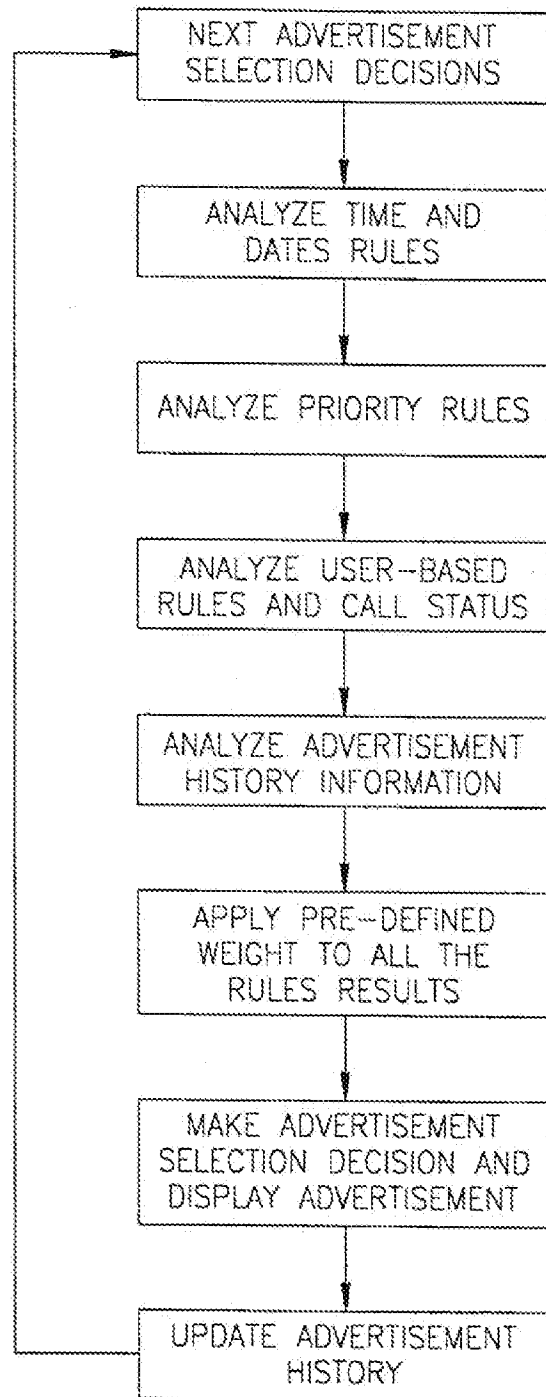 NEXT ADVERTISEMENT
SELECTION DECISIONS
ANALYZE TIME AND
DATES RULES
ANALYZE PRIORITY RULES
ANALYZE USER-BASED
RULES AND CALL STATUS
ANALYZE ADVERTISEMENT
HISTORY INFORMATION
APPLY PRE-DEFINED
WEIGHT TO ALL THE
RULES RESULTS
MAKE ADVERTISEMENT
SELECTION DECISION AND
DISPLAY ADVERTISEMENT
UPDATE ADVERTISEMENT
HISTORY